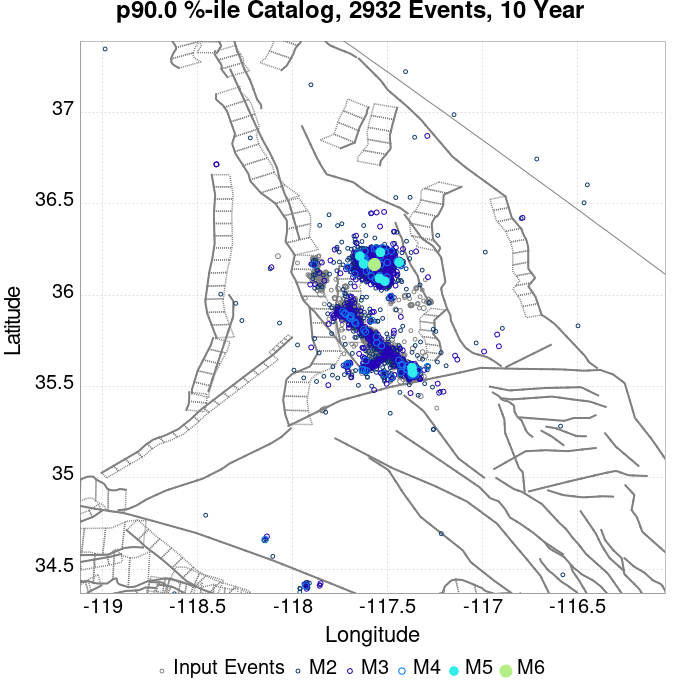 p90.0 %-ile Catalog, 2932 Events, 10 Year
37
36.5
36
35.5
35
34.5
Latitude
-119
-118.5
-118
-117.5
-117
-116.5
Longitude
Input Events
M2
M3
M4
M5
M6